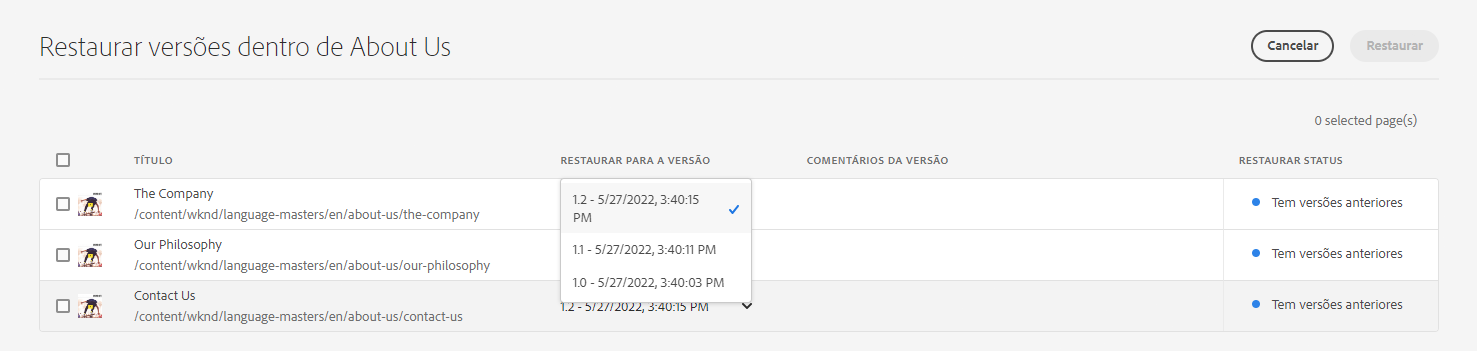 Restaurar versões dentro de About Us
Cancelar
Restaurar
0 selected page(s)
TÍTULO
RESTAURAR PARA A VERSÃO
COMENTÁRIOS DA VERSÃO
RESTAURAR STATUS
The Company
/content/wknd/language-masters/en/about-us/the-company
1.2 - 5/27/2022, 3:40:15
PM
Tem versões anteriores
Our Philosophy
/content/wknd/language-masters/en/about-us/our-philosophy
1.1 - 5/27/2022, 3:40:11 PM
Tem versões anteriores
1.0 - 5/27/2022, 3:40:03 PM
Contact Us
/content/wknd/language-masters/en/about-us/contact-us
1.2 - 5/27/2022, 3:40:15 PM
Tem versões anteriores